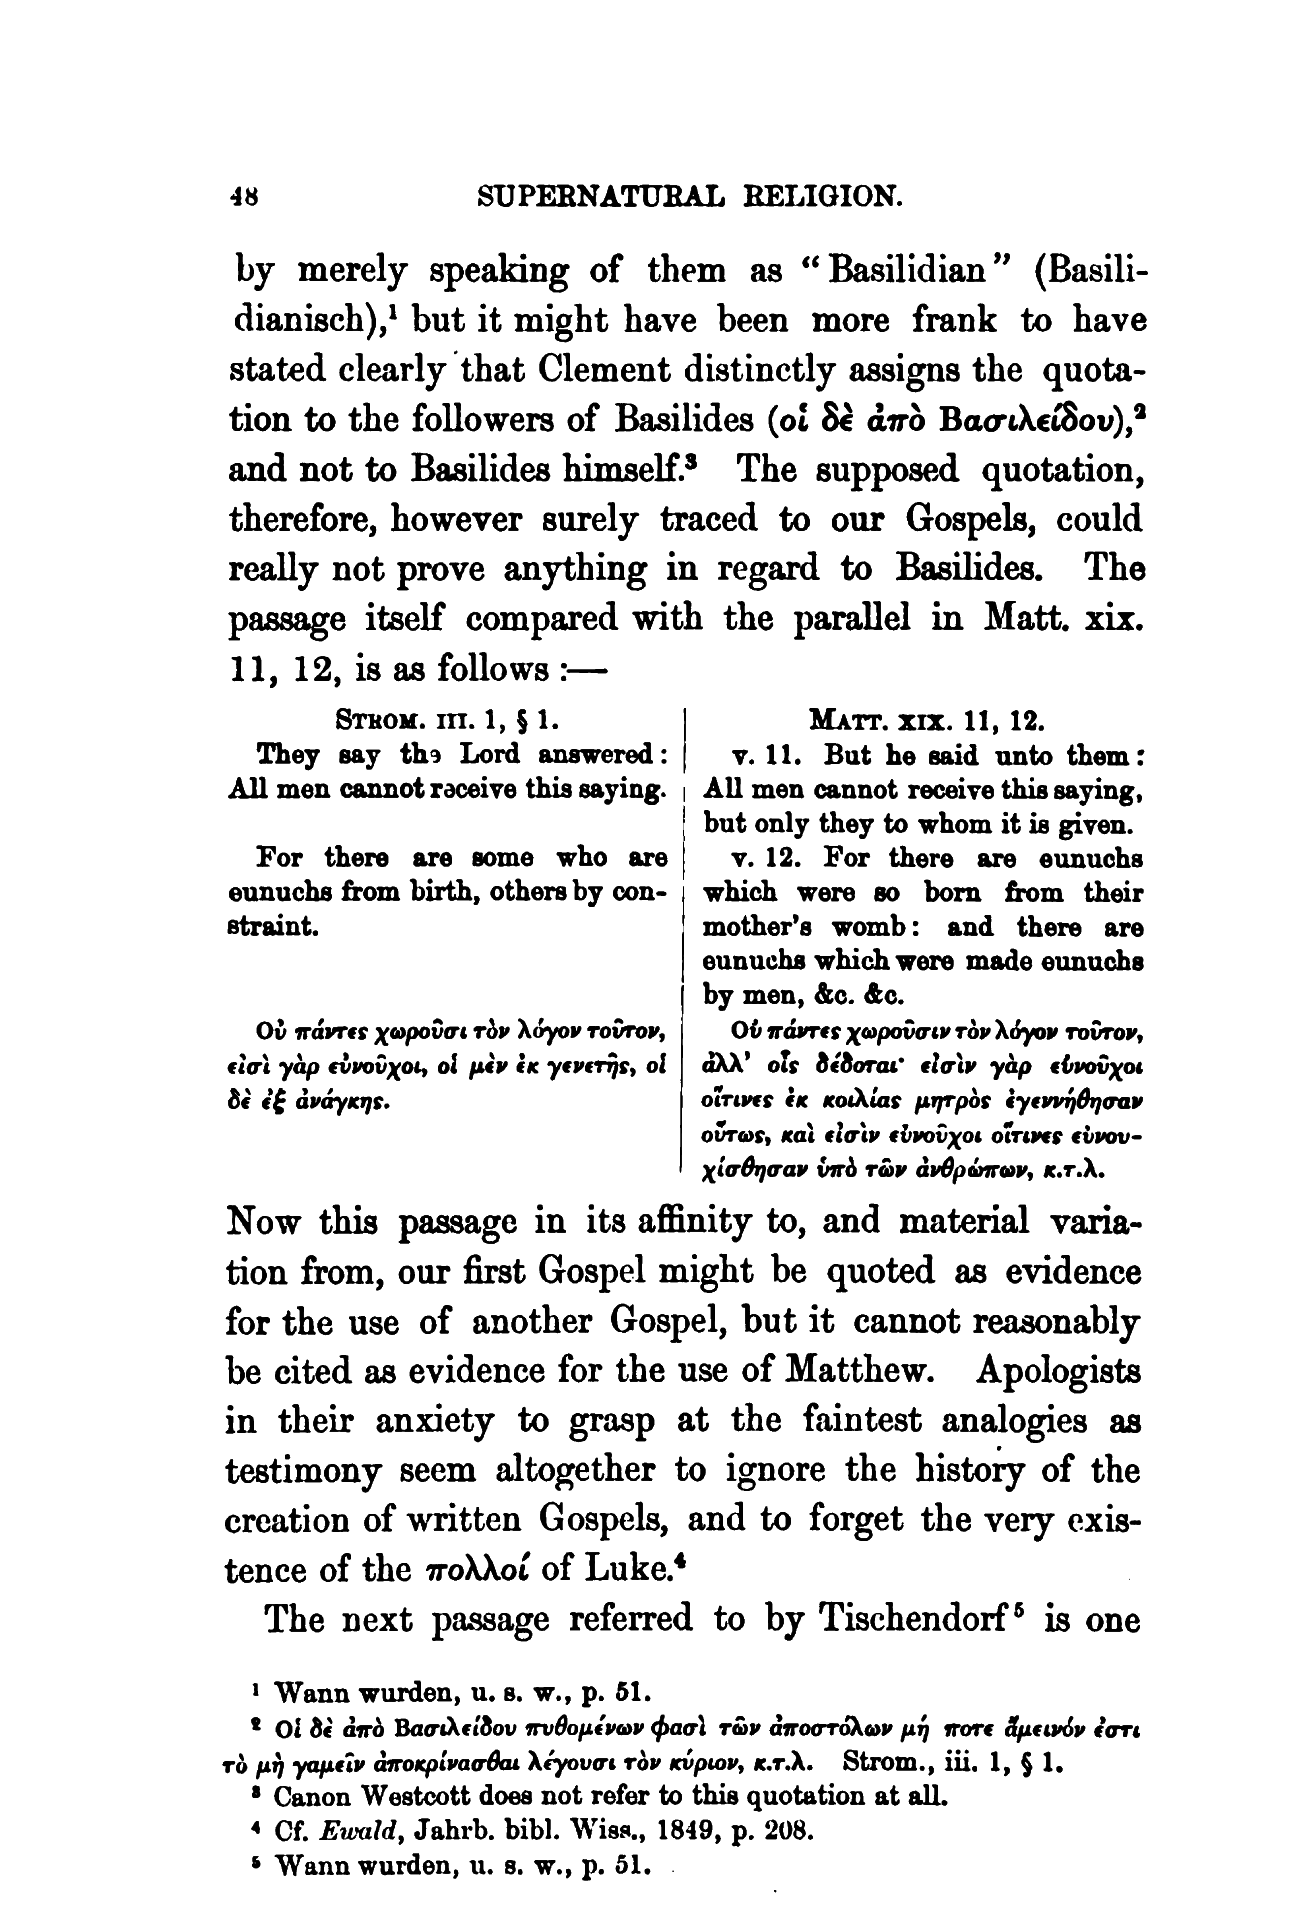 48 SUPERNATURAL RELIGION.
by merely speaking of them as “Basilidian” (Basili-
dianisch),¹ but it might have been more frank to have
stated clearly that Clement distinctly assigns the quota-
tion to the followers of Basilides (οἱ δὲ ἀπὸ Βασιλείδου),²
and not to Basilides himself.³ The supposed quotation,
therefore, however surely traced to our Gospels, could
really not prove anything in regard to Basilides. The
passage itself compared with the parallel in Matt. xix.
11, 12, is as follows :—
STROM. III. 1, § 1.
They say the Lord answered:
All men cannot receive this saying.
For there are some who are
eunuchs from birth, others by con-
straint.
Οὐ πάντες χωροῦσι τὸν λόγον τοῦτον,
εἰσὶ γὰρ εὐνοῦχοι, οἱ μὲν ἐκ γενετῆς, οἱ
δὲ ἐξ ἀνάγκης.
MATT. XIX. 11, 12.
v. 11. But he said unto them:
All men cannot receive this saying,
but only they to whom it is given.
v. 12. For there are eunuchs
which were so born from their
mother's womb: and there are
eunuchs which were made eunuchs
by men, &c. &c.
Οὐ πάντες χωροῦσιν τὸν λόγον τοῦτον,
ἀλλ' οἷς δέδοται· εἰσὶν γὰρ εὐνοῦχοι
οἵτινες ἐκ κοιλίας μητρὸς ἐγεννήθησαν
οὕτως, καὶ εἰσὶν εὐνοῦχοι οἵτινες εὐνου-
χίσθησαν ὑπὸ τῶν ἀνθρώπων, κ.τ.λ.
Now this passage in its affinity to, and material varia-
tion from, our first Gospel might be quoted as evidence
for the use of another Gospel, but it cannot reasonably
be cited as evidence for the use of Matthew. Apologists
in their anxiety to grasp at the faintest analogies as
testimony seem altogether to ignore the history of the
creation of written Gospels, and to forget the very exis-
tence of the πολλοί of Luke.⁴
The next passage referred to by Tischendorf⁵ is one
¹ Wann wurden, u. s. w., p. 51.
² Οἱ δὲ ἀπὸ Βασιλείδου πυθομένων φασὶ τῶν ἀποστόλων μή ποτε ἄμεινόν ἐστι
τὸ μὴ γαμεῖν ἀποκρίνασθαι λέγουσι τὸν κύριον, κ.τ.λ. Strom., iii. 1, § 1.
³ Canon Westcott does not refer to this quotation at all.
⁴ Cf. Ewald, Jahrb. bibl. Wiss., 1849, p. 208.
⁵ Wann wurden, u. s. w., p. 51.